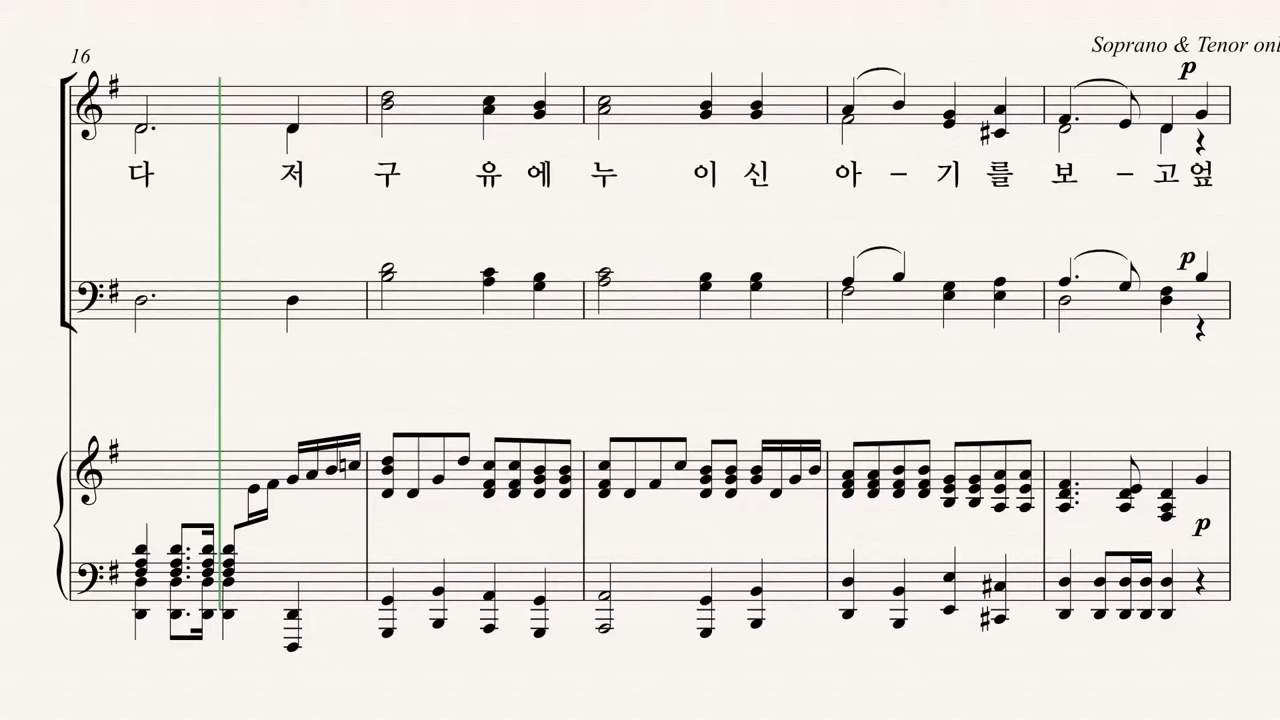 16
Soprano & Tenor onl
p
다 저 구 유 에 누 이 신 아 – 기 를 보 – 고 엎
p
p